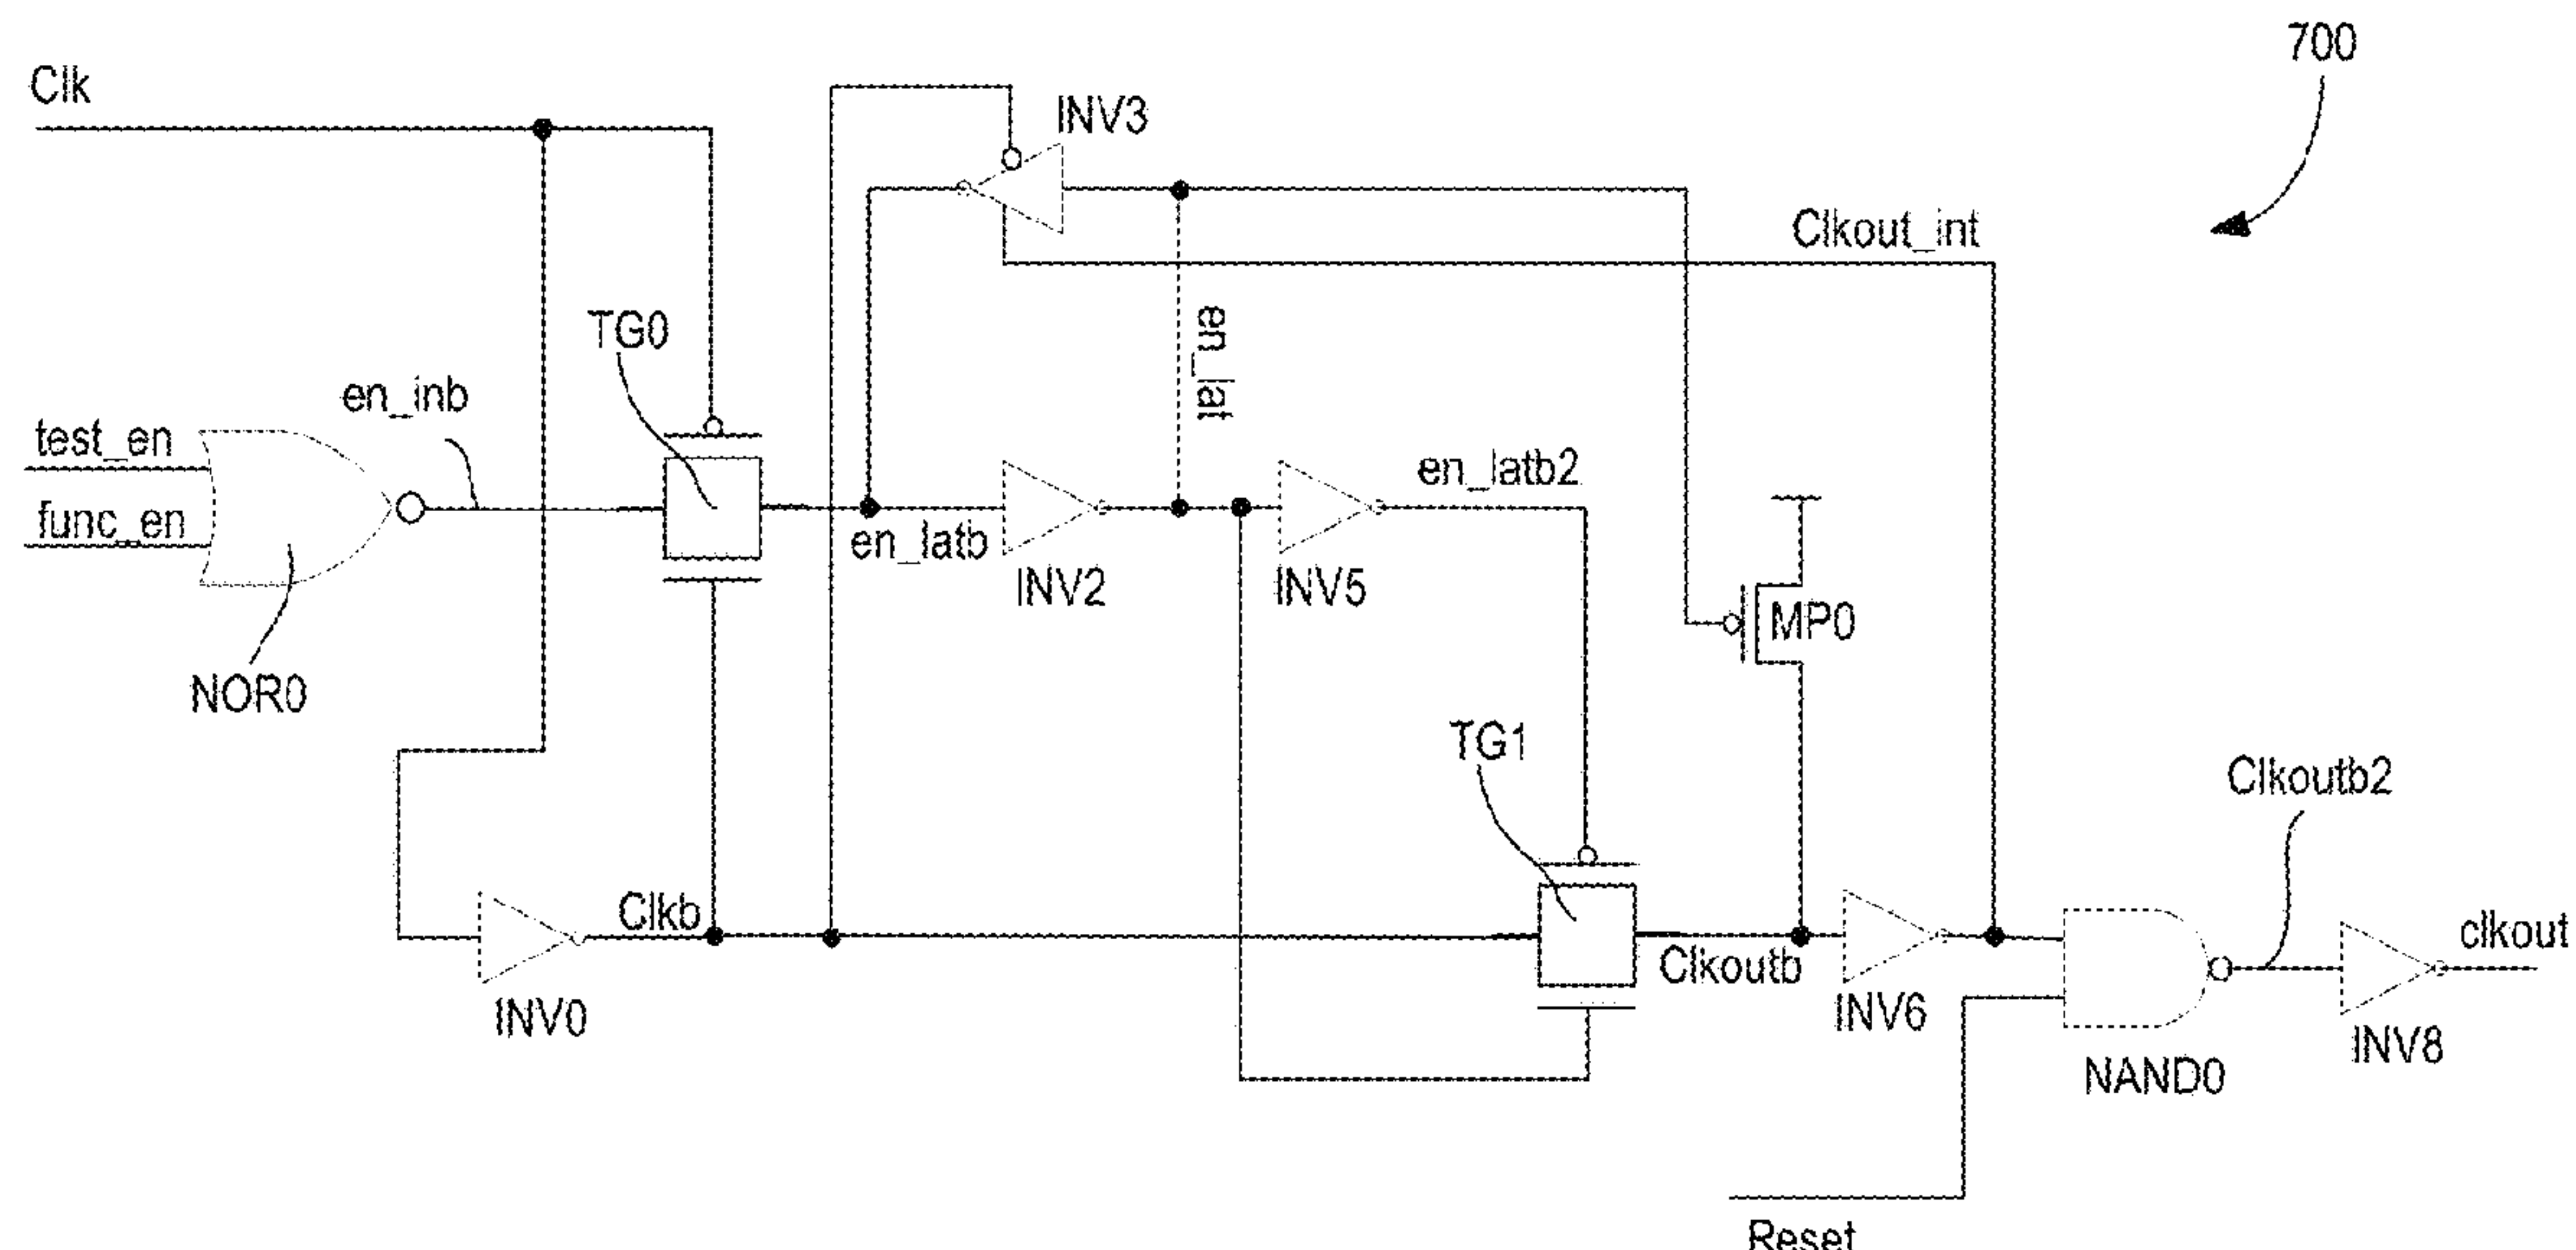 700
Clk
INV3
Clkout_int
TG0
en_lat
en_inb
test_en
func_en
en_latb2
en_latb
INV2
INV5
MP0
NOR0
TG1
Clkoutb2
Clkb
clkout
Clkoutb
INV0
INV6
INV8
NAND0
Reset